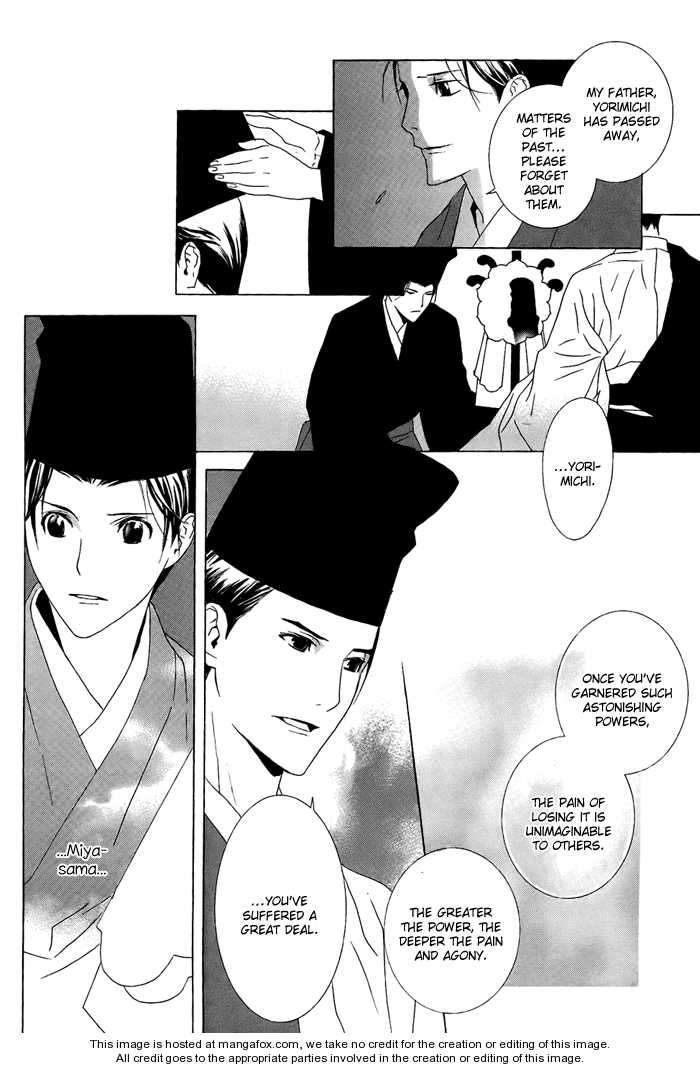 MY FATHER,
YORIMICHI
HAS PASSED
AWAY,
MATTERS
OF THE
PAST...
PLEASE
FORGET
ABOUT
THEM.
...YORI-
MICHI.
ONCE YOU'VE
GARNERED SUCH
ASTONISHING
POWERS,
THE PAIN OF
LOSING IT IS
UNIMAGINABLE
TO OTHERS.
THE GREATER
THE POWER, THE
DEEPER THE PAIN
AND AGONY.
...YOU'VE
SUFFERED A
GREAT DEAL.
...Miya-
sama...
This image is hosted at mangafox.com, we take no credit for the creation or editing of this image.
All credit goes to the appropriate parties involved in the creation or editing of this image.